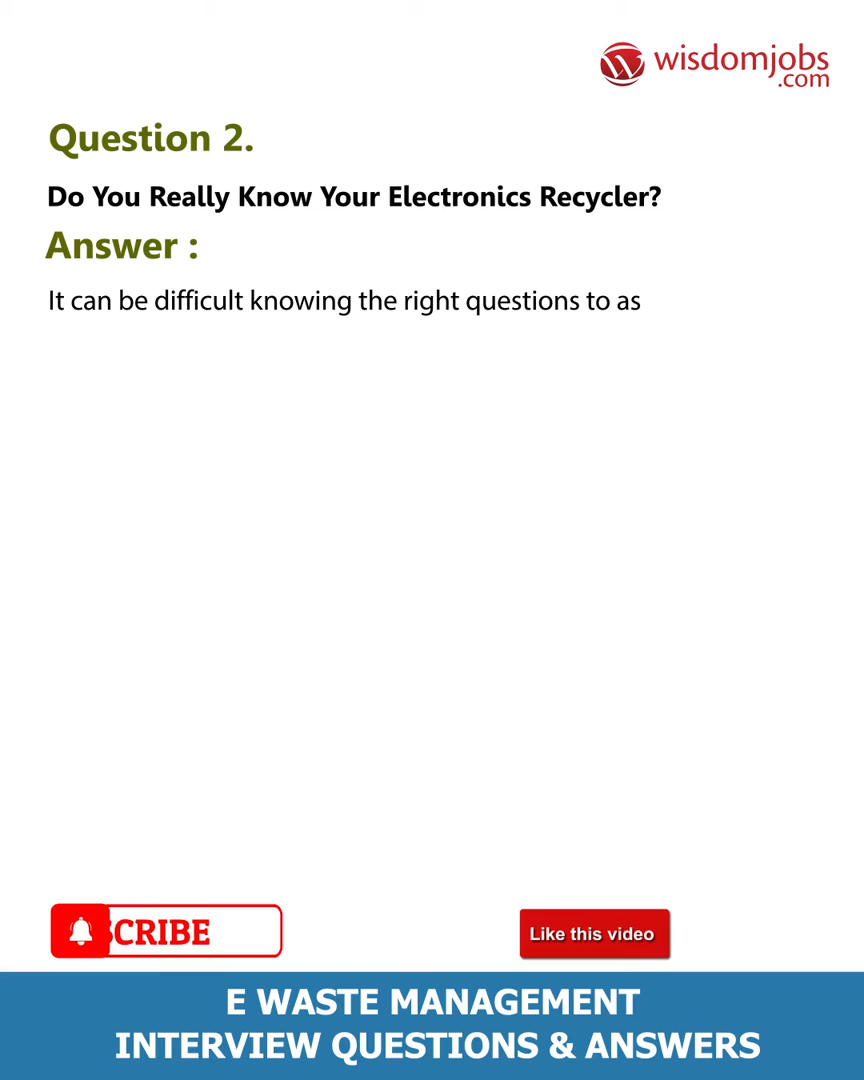 wisdomjobs
.com
Question 2.
Do You Really Know Your Electronics Recycler?
Answer :
It can be difficult knowing the right questions to as
SCRIBE
Like this video
E WASTE MANAGEMENT
INTERVIEW QUESTIONS & ANSWERS